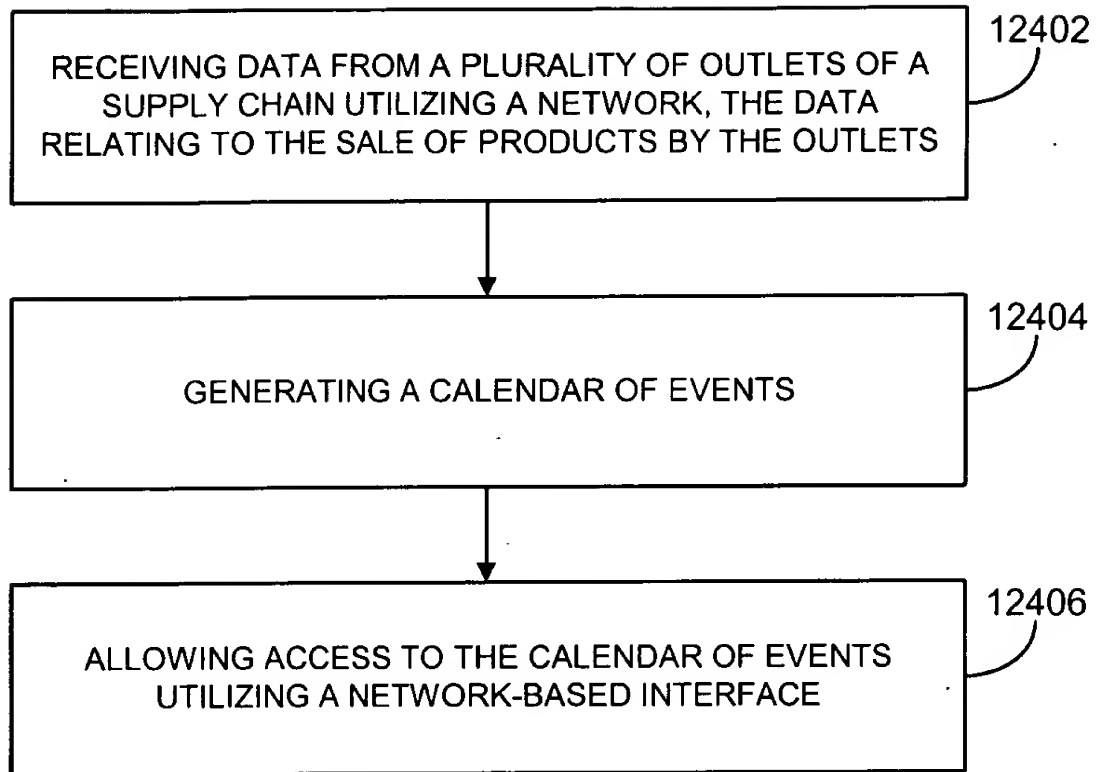 12402
RECEIVING DATA FROM A PLURALITY OF OUTLETS OF A
SUPPLY CHAIN UTILIZING A NETWORK, THE DATA
RELATING TO THE SALE OF PRODUCTS BY THE OUTLETS
12404
GENERATING A CALENDAR OF EVENTS
12406
ALLOWING ACCESS TO THE CALENDAR OF EVENTS
UTILIZING A NETWORK-BASED INTERFACE